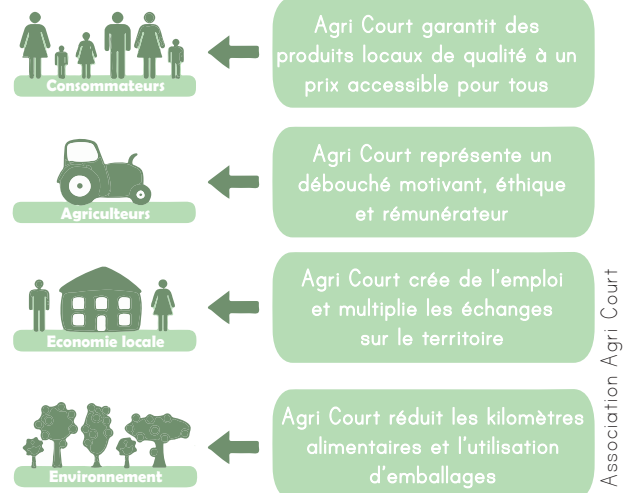 Agri Court garantit des
produits locaux de qualité à un
prix accessible pour tous
Consommateurs
Agri Court représente un
débouché motivant, éthique
et rémunérateur
Agriculteurs
Agri Court crée de l'emploi
et multiplie les échanges
sur le territoire
Economie locale
Agri Court réduit les kilomètres
alimentaires et l'utilisation
d'emballages
Environnement
Association Agri Court